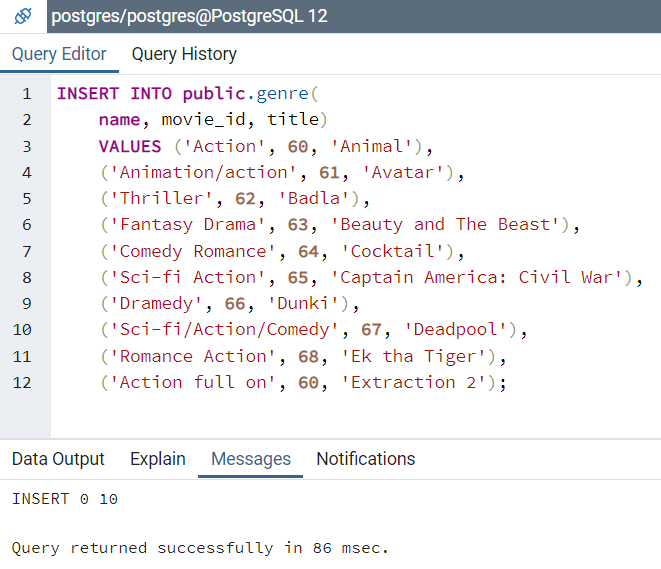 postgres/postgres@PostgreSQL 12
Query Editor Query History
1 INSERT INTO public.genre(
2 name, movie_id, title)
3 VALUES ('Action', 60, 'Animal'),
4 ('Animation/action', 61, 'Avatar'),
5 ('Thriller', 62, 'Badla'),
6 ('Fantasy Drama', 63, 'Beauty and The Beast'),
7 ('Comedy Romance', 64, 'Cocktail'),
8 ('Sci-fi Action', 65, 'Captain America: Civil War'),
9 ('Dramedy', 66, 'Dunki'),
10 ('Sci-fi/Action/Comedy', 67, 'Deadpool'),
11 ('Romance Action', 68, 'Ek tha Tiger'),
12 ('Action full on', 60, 'Extraction 2');
Data Output Explain Messages Notifications
INSERT 0 10
Query returned successfully in 86 msec.